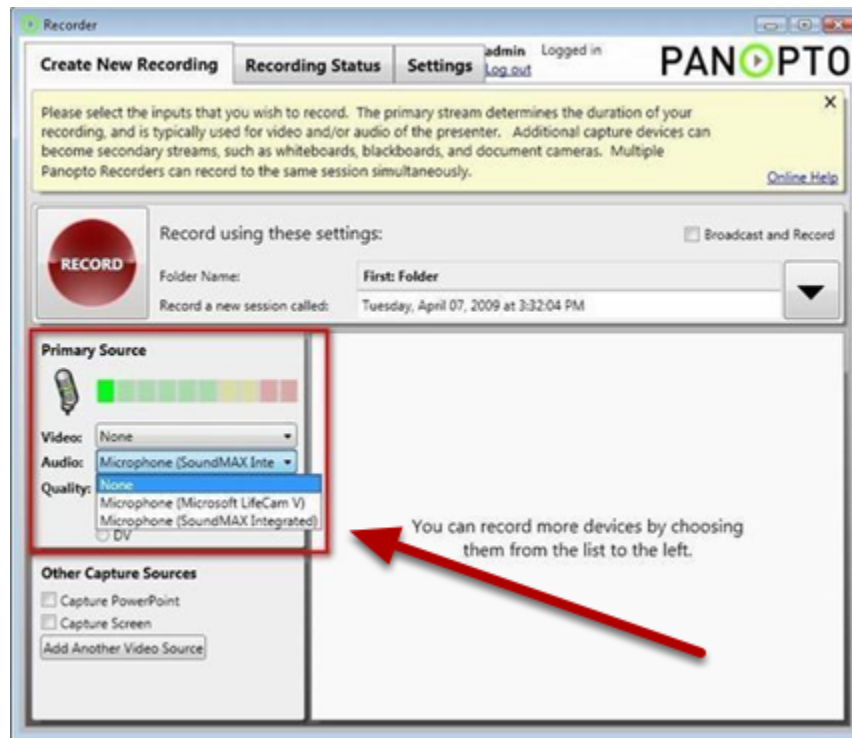 Recorder
Create New Recording
Recording Status
Settings
admin Logged in
Log out
PANOPTO
Please select the inputs that you wish to record. The primary stream determines the duration of your
recording, and is typically used for video and/or audio of the presenter. Additional capture devices can
become secondary streams, such as whiteboards, blackboards, and document cameras. Multiple
Panopto Recorders can record to the same session simultaneously.
Online Help
RECORD
Record using these settings:
Broadcast and Record
Folder Name: First: Folder
Record a new session called: Tuesday, April 07, 2009 at 3:32:04 PM
Primary Source
Video: None
Audio: Microphone (SoundMAX Inte
Quality:
None
Microphone (Microsoft LifeCam V)
Microphone (SoundMAX Integrated)
DV
You can record more devices by choosing
them from the list to the left.
Other Capture Sources
Capture PowerPoint
Capture Screen
Add Another Video Source